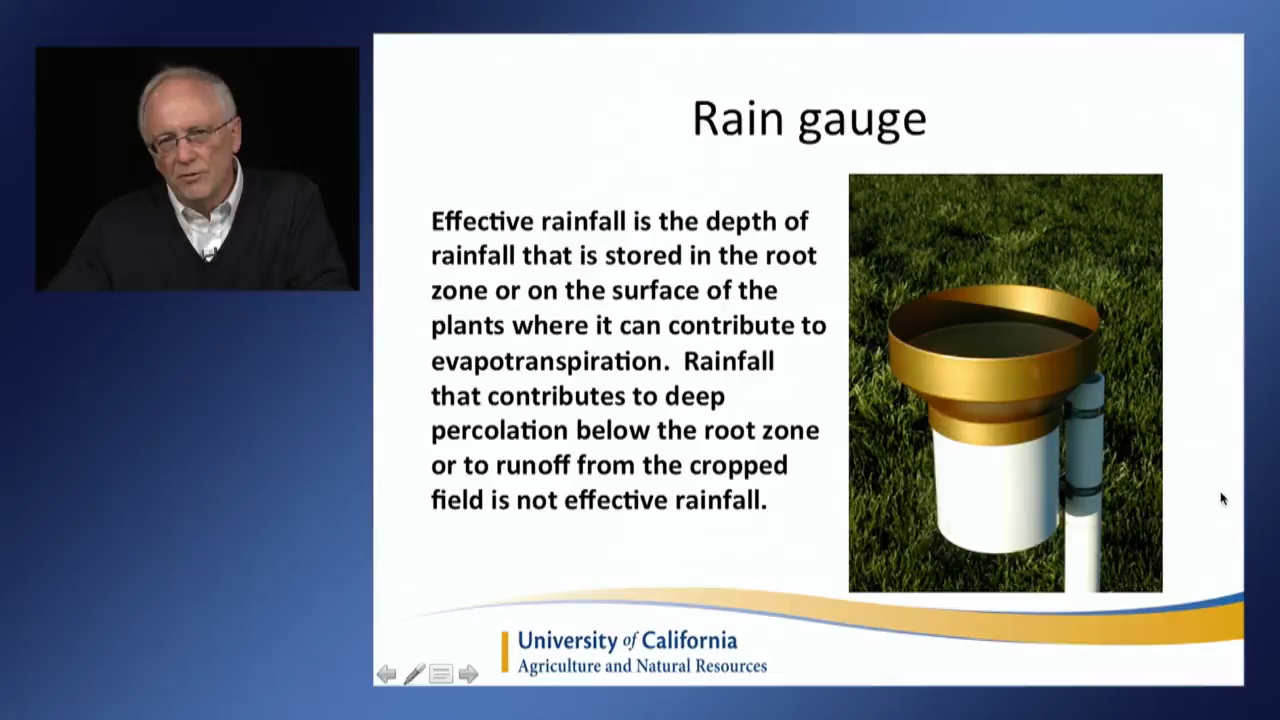 Rain gauge
Effective rainfall is the depth of
rainfall that is stored in the root
zone or on the surface of the
plants where it can contribute to
evapotranspiration.  Rainfall
that contributes to deep
percolation below the root zone
or to runoff from the cropped
field is not effective rainfall.
University of California
Agriculture and Natural Resources